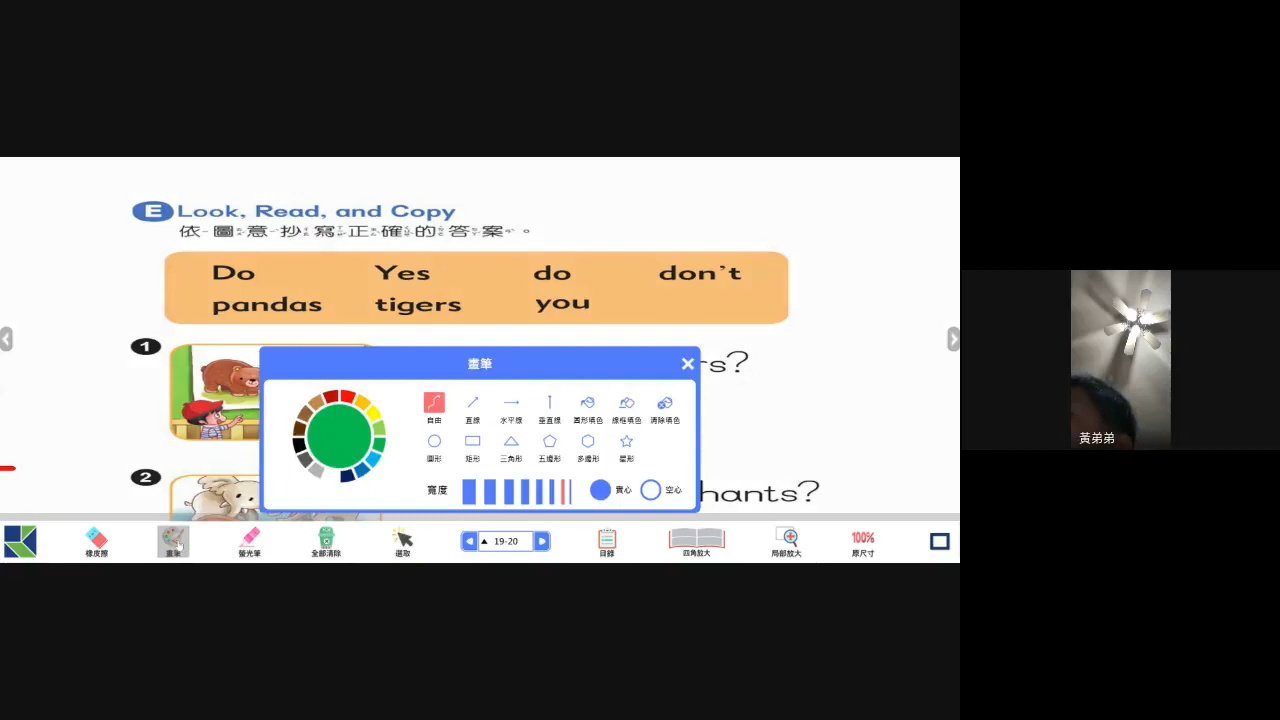 E Look, Read, and Copy
依圖意抄寫正確的答案。
Do Yes do don't
pandas tigers you
1
rs?
畫筆
自由 直線 水平線 垂直線 圖形填色 線框填色 清除填色
圓形 矩形 三角形 五邊形 多邊形 星形
寬度 實心 空心
2
hants?
橡皮擦 畫筆 螢光筆 全部清除 選取 19-20 目錄 四角放大 局部放大 100% 原尺寸
黃弟弟